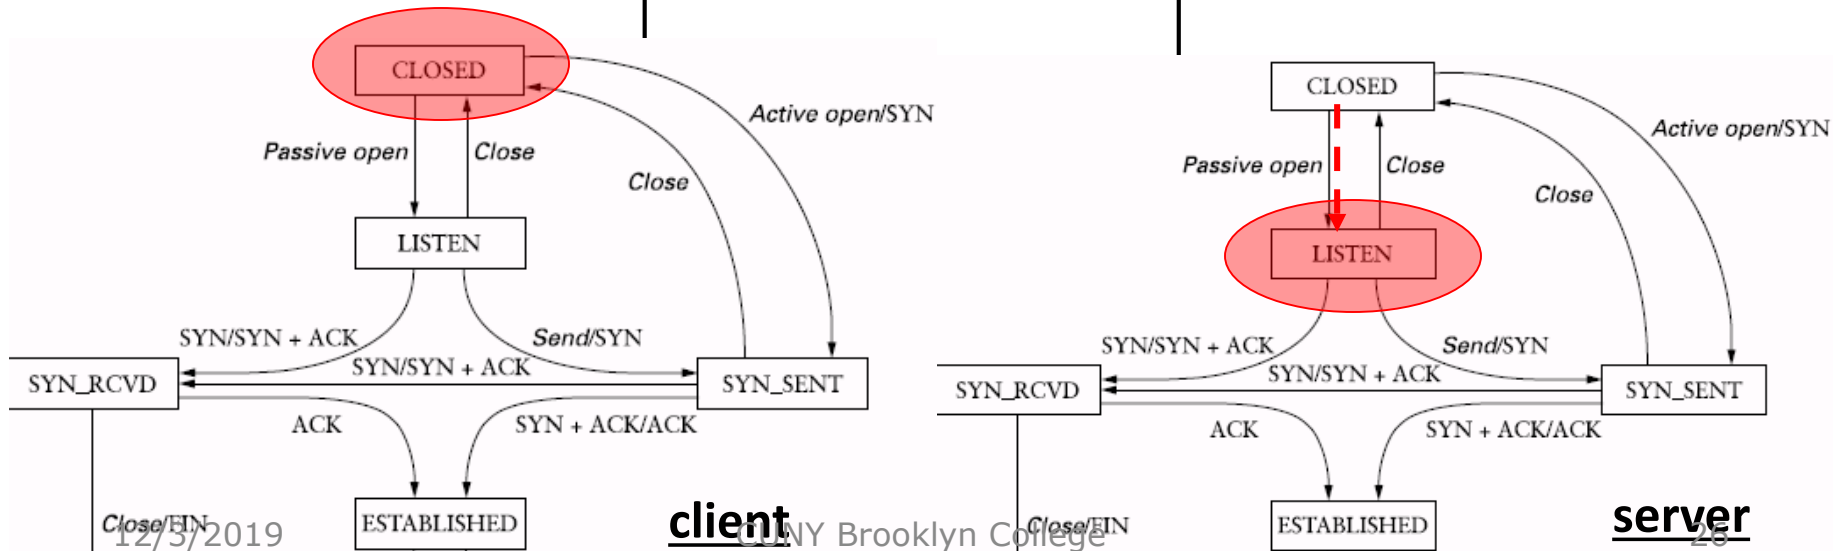 CLOSED
Active open/SYN
Passive open
Close
Close
LISTEN
SYN/SYN + ACK
Send/SYN
SYN/SYN + ACK
SYN_RCVD
SYN_SENT
ACK
SYN + ACK/ACK
Close/FIN
ESTABLISHED
client
CLOSED
Active open/SYN
Passive open
Close
Close
LISTEN
SYN/SYN + ACK
Send/SYN
SYN/SYN + ACK
SYN_RCVD
SYN_SENT
ACK
SYN + ACK/ACK
Close/FIN
ESTABLISHED
server
12/3/2019
CUNY Brooklyn College
26